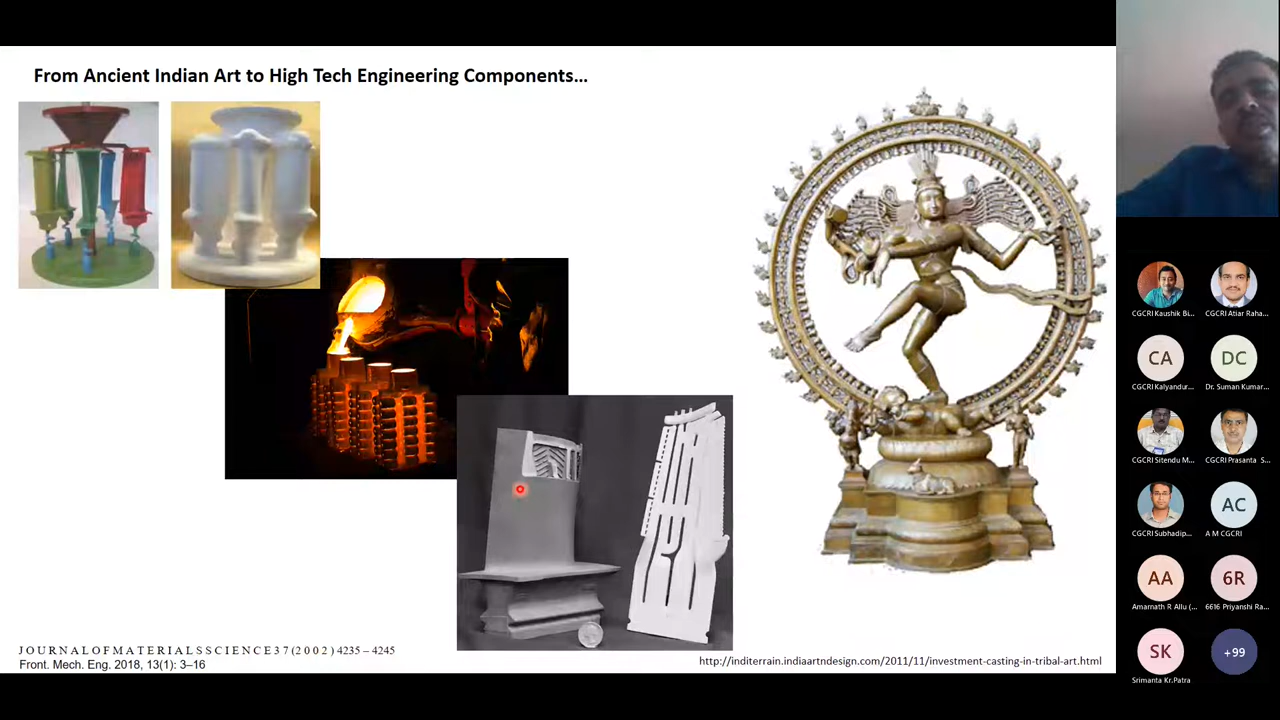 From Ancient Indian Art to High Tech Engineering Components...
J O U R N A L O F M A T E R I A L S S C I E N C E 3 7 ( 2 0 0 2 ) 4235 – 4245
Front. Mech. Eng. 2018, 13(1): 3–16
http://inditerrain.indiaartndesign.com/2011/11/investment-casting-in-tribal-art.html
CGCRI Kaushik Bi...
CGCRI Atiar Raha...
CA
DC
CGCRI Kalyandur...
Dr. Suman Kumar...
CGCRI Sitendu M...
CGCRI Prasanta S...
AC
CGCRI Subhadip...
A M CGCRI
AA
6R
Amarnath R Allu (...
6616 Priyanshi Ra...
SK
+99
Srimanta Kr.Patra